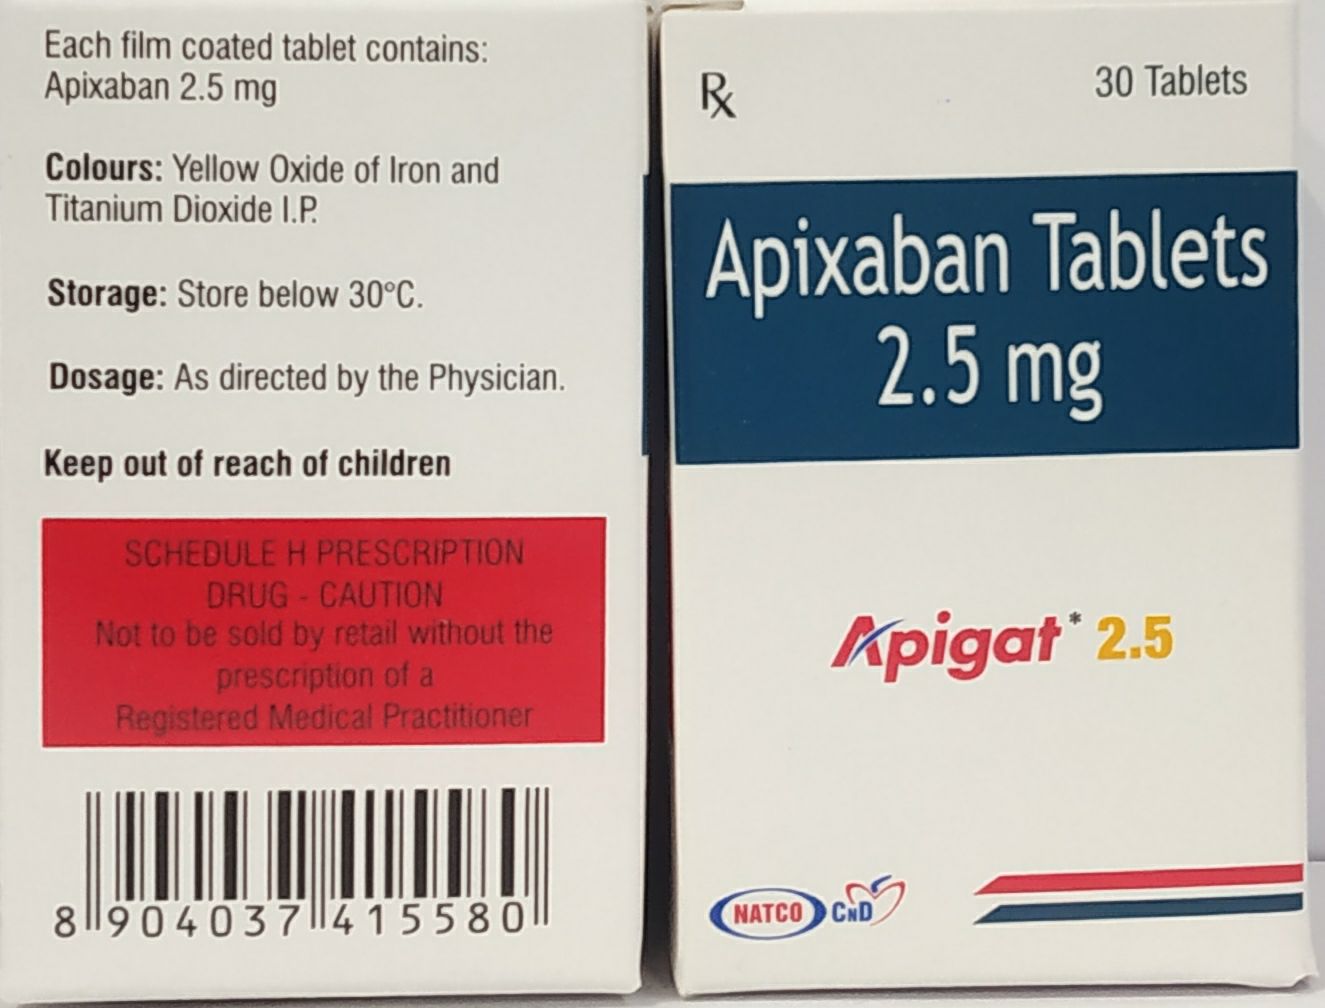 Each film coated tablet contains:
Apixaban 2.5 mg
Colours: Yellow Oxide of Iron and
Titanium Dioxide I.P.
Storage: Store below 30°C.
Dosage: As directed by the Physician.
Keep out of reach of children
SCHEDULE H PRESCRIPTION
DRUG - CAUTION
Not to be sold by retail without the
prescription of a
Registered Medical Practitioner
8 904037 415580
Rx
30 Tablets
Apixaban Tablets
2.5 mg
Apigat* 2.5
NATCO CnD